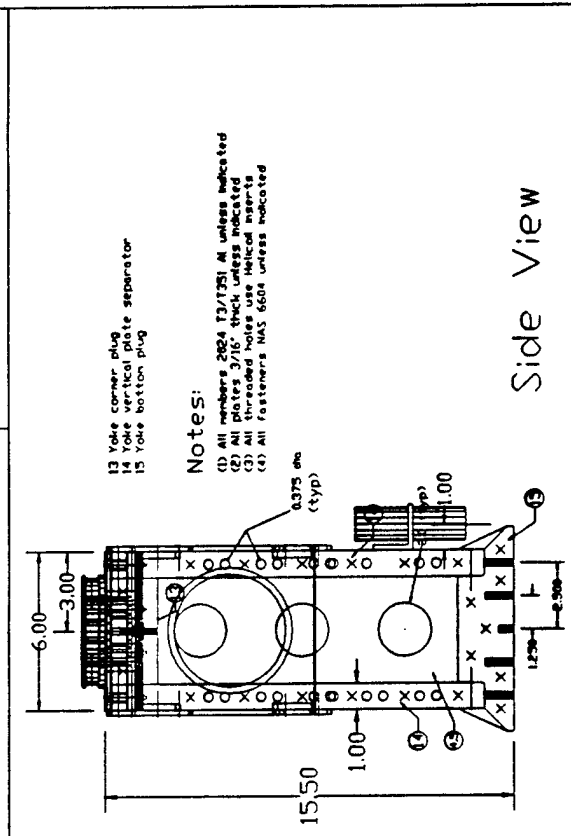 13 Yoke corner plug
14 Yoke vertical plate separator
15 Yoke bottom plug
Notes:
(1) All members 2024 T3/T351 Al unless indicated
(2) All plates 3/16" thick unless indicated
(3) All threaded holes use Helicoil inserts
(4) All fasteners NAS 6604 unless indicated
6.00
3.00
0.375 dia
(typ)
1.00
15.50
1.00
14
15
1.250
2.500
Side View